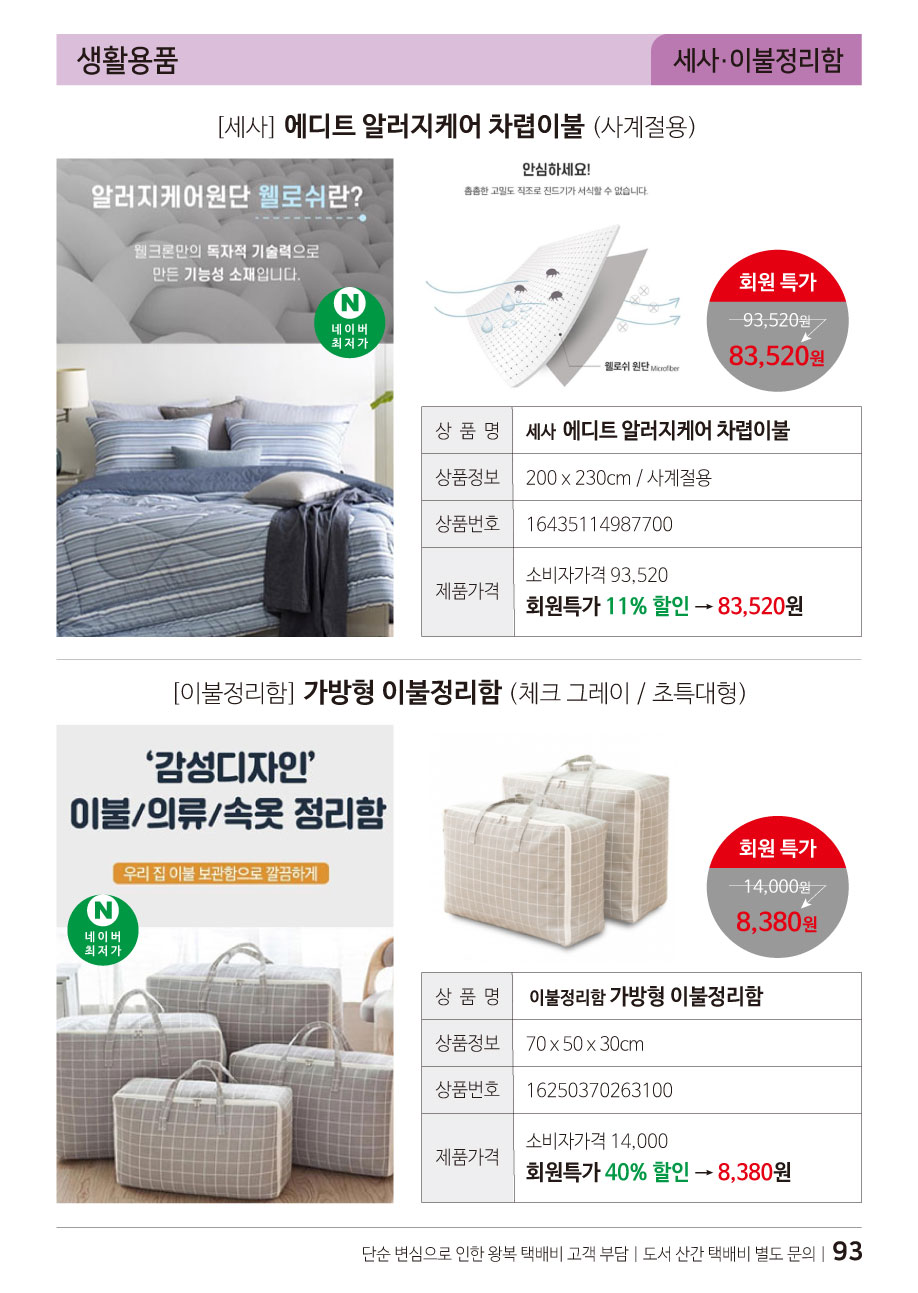 생활용품
세사·이불정리함
[세사] 에디트 알러지케어 차렵이불 (사계절용)
알러지케어원단 웰로쉬란?
웰크론만의 독자적 기술력으로
만든 기능성 소재입니다.
N
네이버
최저가
안심하세요!
촘촘한 고밀도 직조로 진드기가 서식할 수 없습니다.
웰로쉬 원단 Microfiber
회원 특가
93,520원
83,520원
상 품 명 세사 에디트 알러지케어 차렵이불
상품정보 200 x 230cm / 사계절용
상품번호 16435114987700
제품가격 소비자가격 93,520
회원특가 11% 할인 → 83,520원
[이불정리함] 가방형 이불정리함 (체크 그레이 / 초특대형)
‘감성디자인’
이불/의류/속옷 정리함
우리 집 이불 보관함으로 깔끔하게
N
네이버
최저가
회원 특가
14,000원
8,380원
상 품 명 이불정리함 가방형 이불정리함
상품정보 70 x 50 x 30cm
상품번호 16250370263100
제품가격 소비자가격 14,000
회원특가 40% 할인 → 8,380원
단순 변심으로 인한 왕복 택배비 고객 부담 | 도서 산간 택배비 별도 문의 | 93